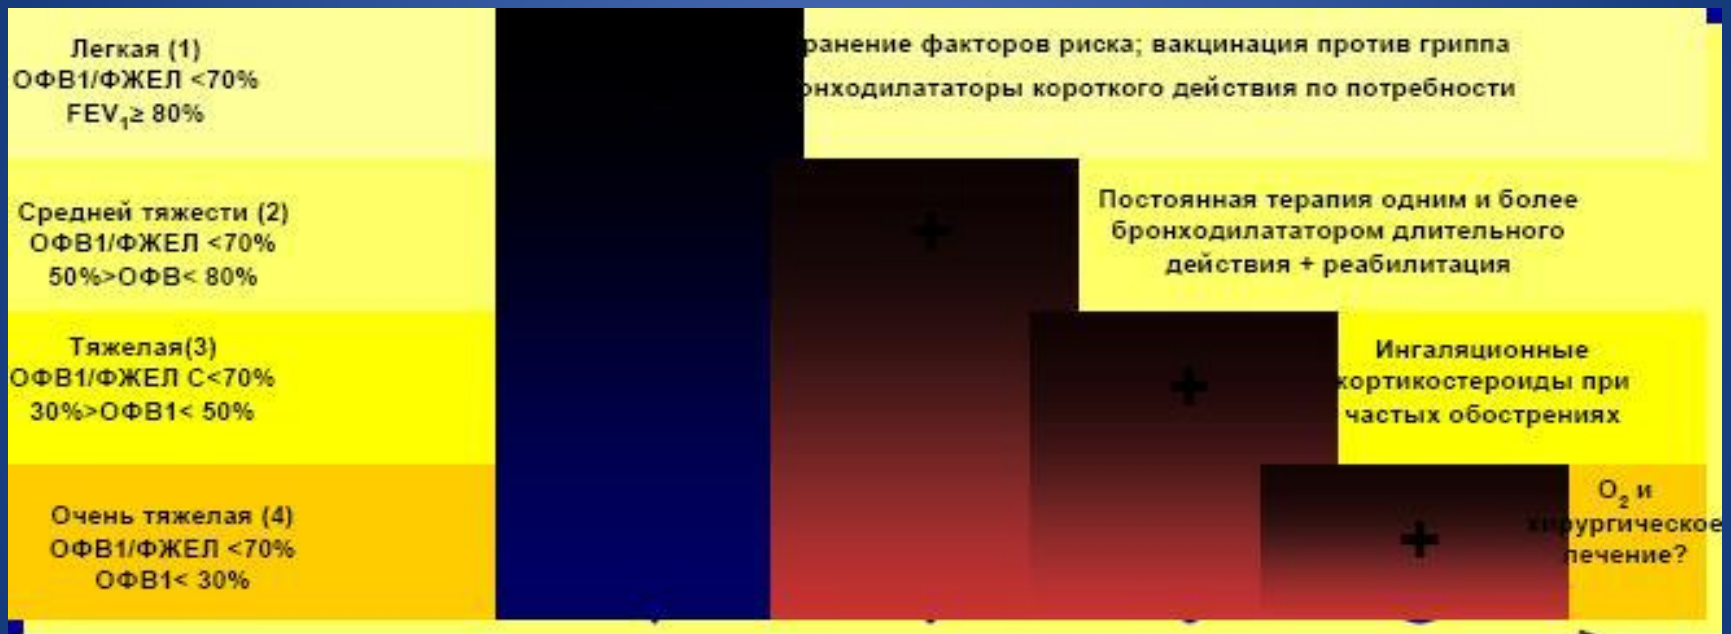 Легкая (1)
ОФВ1/ФЖЕЛ <70%
FEV₁≥ 80%
факторов риска; вакцинация против гриппа
короткого действия по потребности
Средней тяжести (2)
ОФВ1/ФЖЕЛ <70%
50%>ОФВ< 80%
+
Постоянная терапия одним и более
бронходилататором длительного
действия + реабилитация
Тяжелая(3)
ОФВ1/ФЖЕЛ С<70%
30%>ОФВ1< 50%
+
Ингаляционные
кортикостероиды при
частых обострениях
Очень тяжелая (4)
ОФВ1/ФЖЕЛ <70%
ОФВ1< 30%
+
O₂ и
хирургическое
лечение?